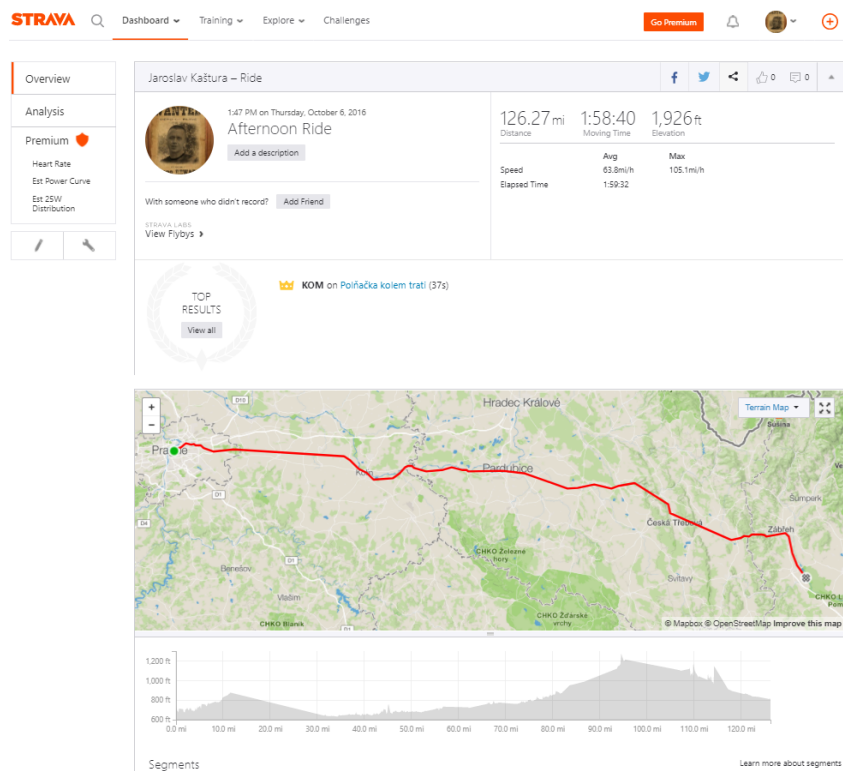 STRAVA Dashboard Training Explore Challenges Go Premium
Overview
Analysis
Premium
Heart Rate
Est Power Curve
Est 25W
Distribution
Jaroslav Kaštura – Ride
0 0
1:47 PM on Thursday, October 6, 2016
Afternoon Ride
Add a description
With someone who didn't record? Add Friend
STRAVA LABS
View Flybys
126.27mi 1:58:40 1,926ft
Distance Moving Time Elevation
Avg Max
Speed 63.8mi/h 105.1mi/h
Elapsed Time 1:59:32
TOP
RESULTS
View all
KOM on Polňačka kolem trati (37s)
+
−
D10
Hradec Králové
Terrain Map
Šumperk
Pardubice
D1
D4
Česká Třebová
Zábřeh
CHKO Železné
hory
Benešov
D1
Svitavy
Vlašim
CHKO Blaník
CHKO Žďárské
vrchy
D1
© Mapbox © OpenStreetMap Improve this map
1,200 ft
1,000 ft
800 ft
600 ft
0.0 mi 10.0 mi 20.0 mi 30.0 mi 40.0 mi 50.0 mi 60.0 mi 70.0 mi 80.0 mi 90.0 mi 100.0 mi 110.0 mi 120.0 mi
Segments
Learn more about segments